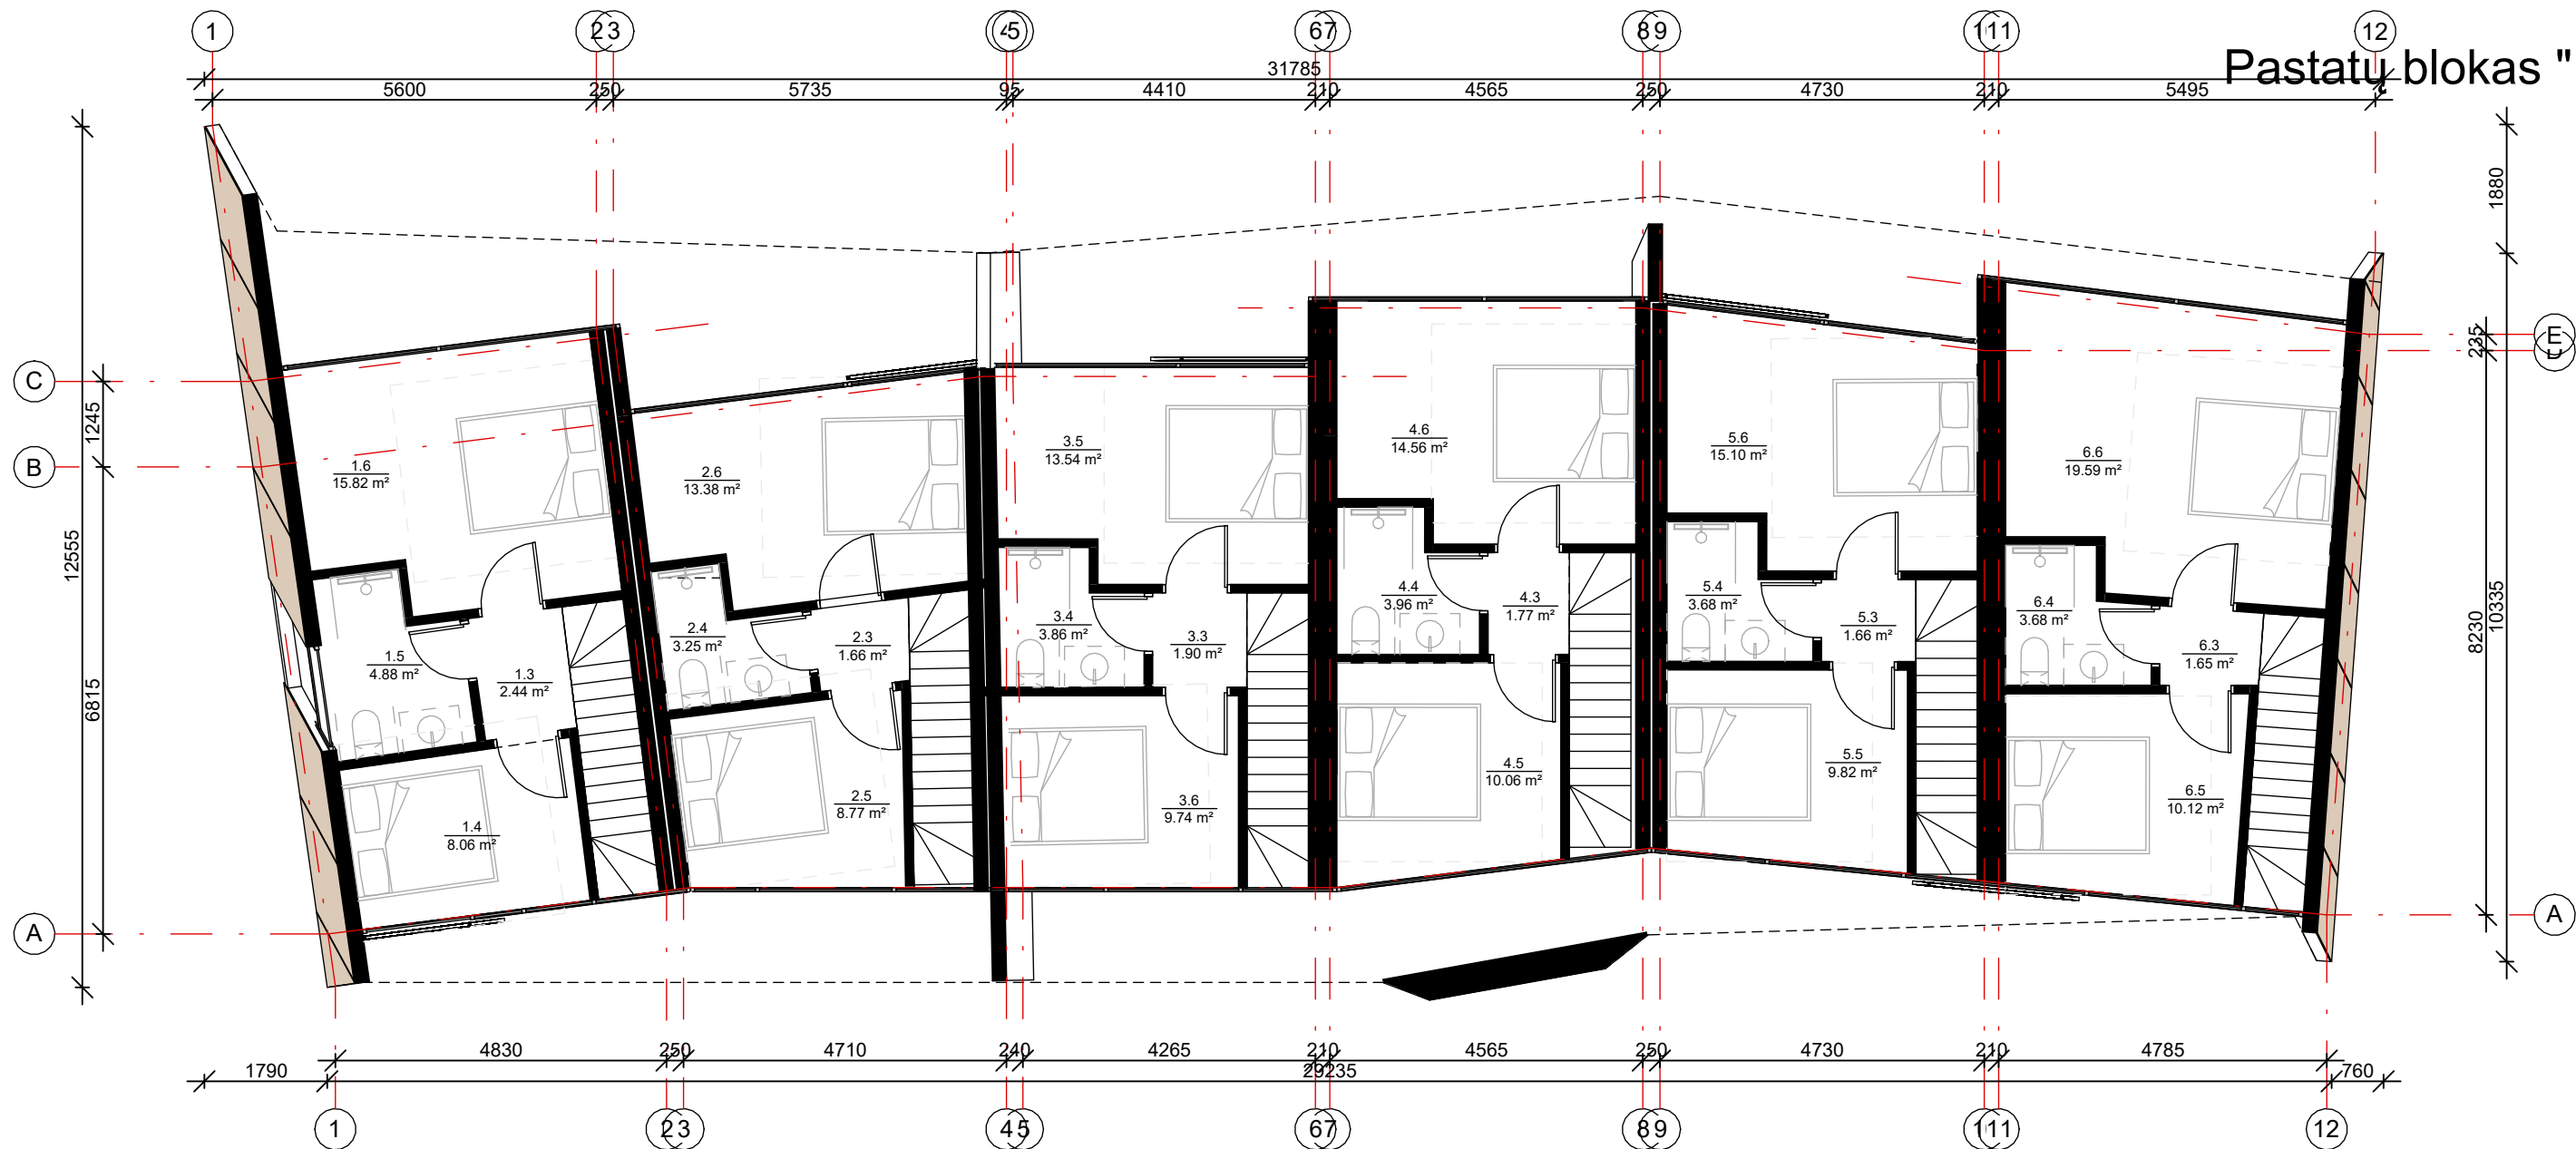 1 2 3 4 5 6 7 8 9 10 11 12
Pastatų blokas "
31785
5600 250 5735 95 4410 210 4565 250 4730 210 5495
1880
E
D
235
C
1245
B
12555
6815
8230
10335
A
A
1.6
15.82 m²
2.6
13.38 m²
3.5
13.54 m²
4.6
14.56 m²
5.6
15.10 m²
6.6
19.59 m²
1.5
4.88 m²
1.3
2.44 m²
2.4
3.25 m²
2.3
1.66 m²
3.4
3.86 m²
3.3
1.90 m²
4.4
3.96 m²
4.3
1.77 m²
5.4
3.68 m²
5.3
1.66 m²
6.4
3.68 m²
6.3
1.65 m²
1.4
8.06 m²
2.5
8.77 m²
3.6
9.74 m²
4.5
10.06 m²
5.5
9.82 m²
6.5
10.12 m²
4830 250 4710 240 4265 210 4565 250 4730 210 4785
1790 29235 760
1 2 3 4 5 6 7 8 9 10 11 12